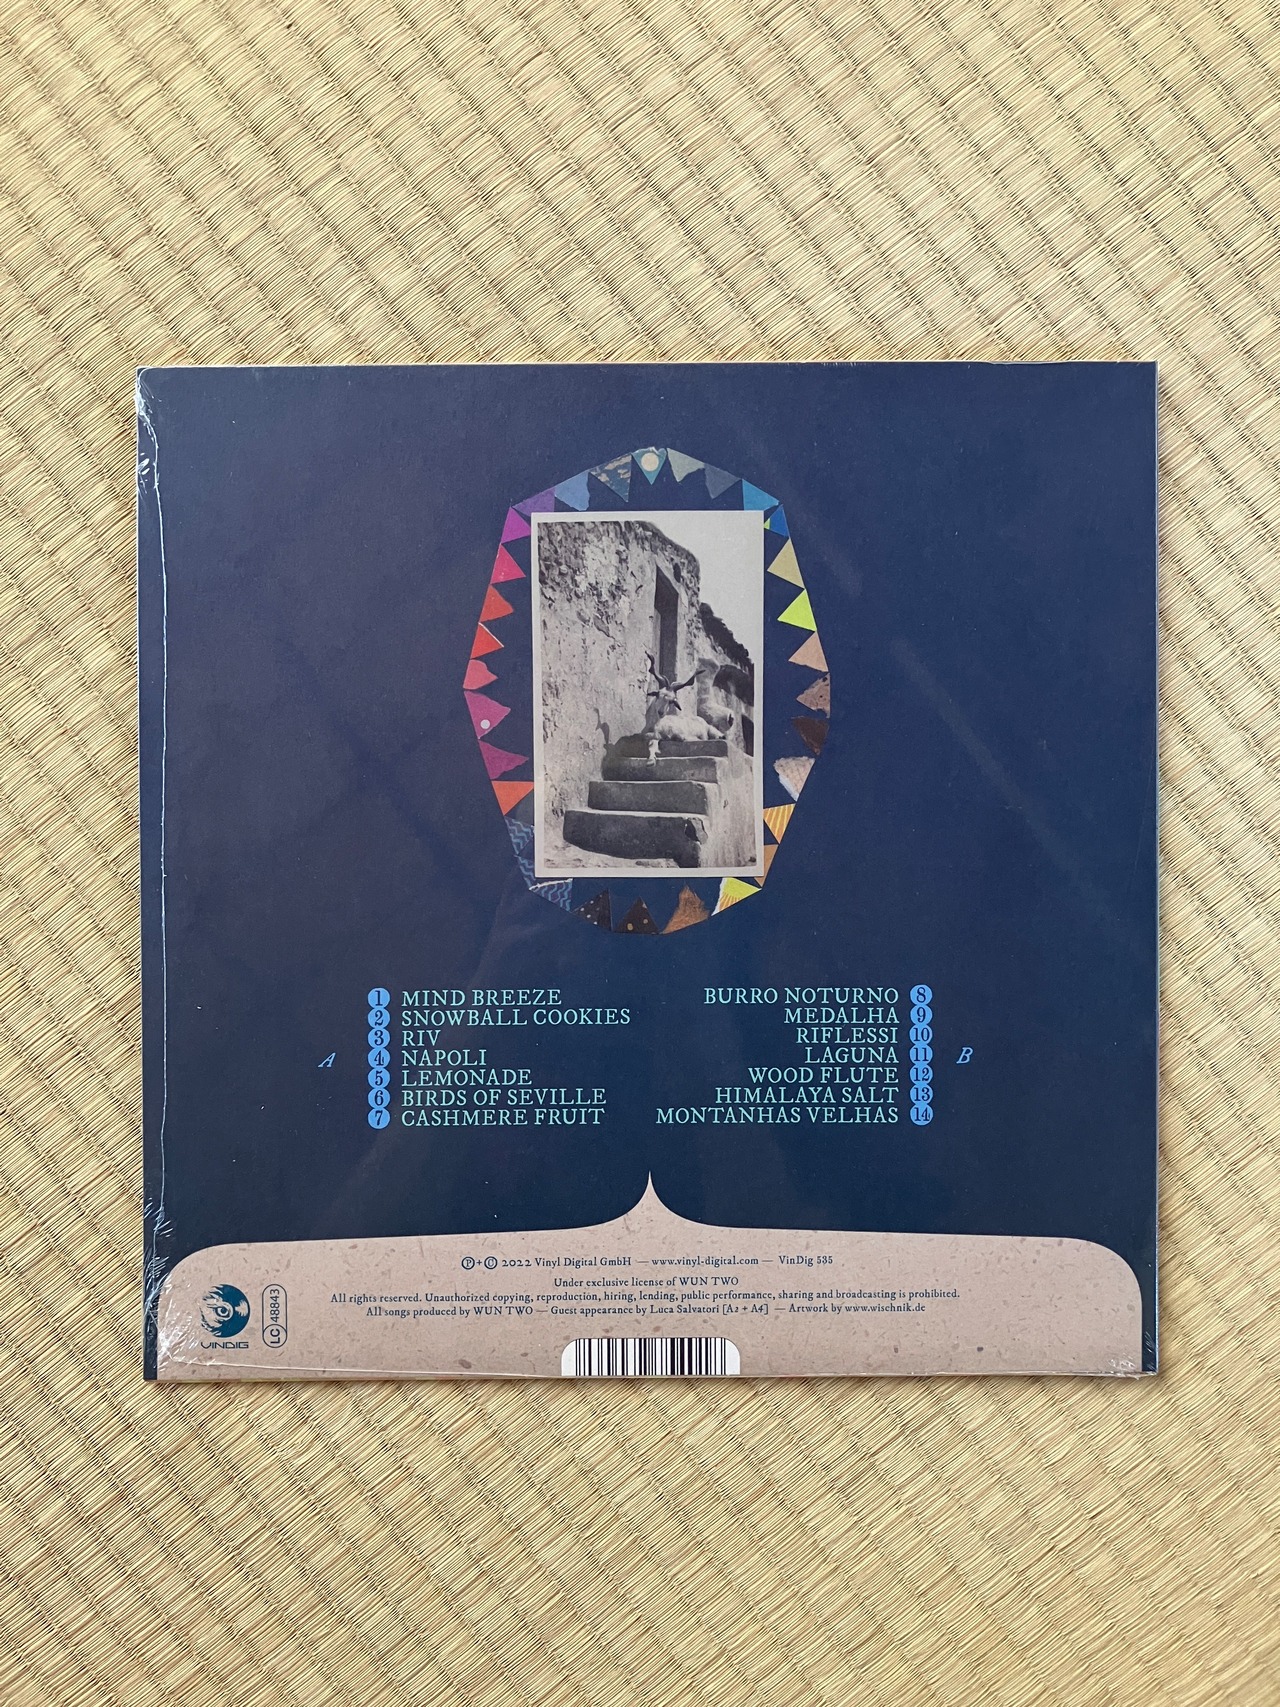 A
1 MIND BREEZE
2 SNOWBALL COOKIES
3 RIV
4 NAPOLI
5 LEMONADE
6 BIRDS OF SEVILLE
7 CASHMERE FRUIT
BURRO NOTURNO 8
MEDALHA 9
RIFLESSI 10
LAGUNA 11
WOOD FLUTE 12
HIMALAYA SALT 13
MONTANHAS VELHAS 14
B
Ⓟ+Ⓒ 2022 Vinyl Digital GmbH — www.vinyl-digital.com — VinDig 535
Under exclusive license of WUN TWO
All rights reserved. Unauthorized copying, reproduction, hiring, lending, public performance, sharing and broadcasting is prohibited.
All songs produced by WUN TWO — Guest appearance by Luca Salvatori [A2 + A4] — Artwork by www.wischnik.de
VINDIG
LC 48843